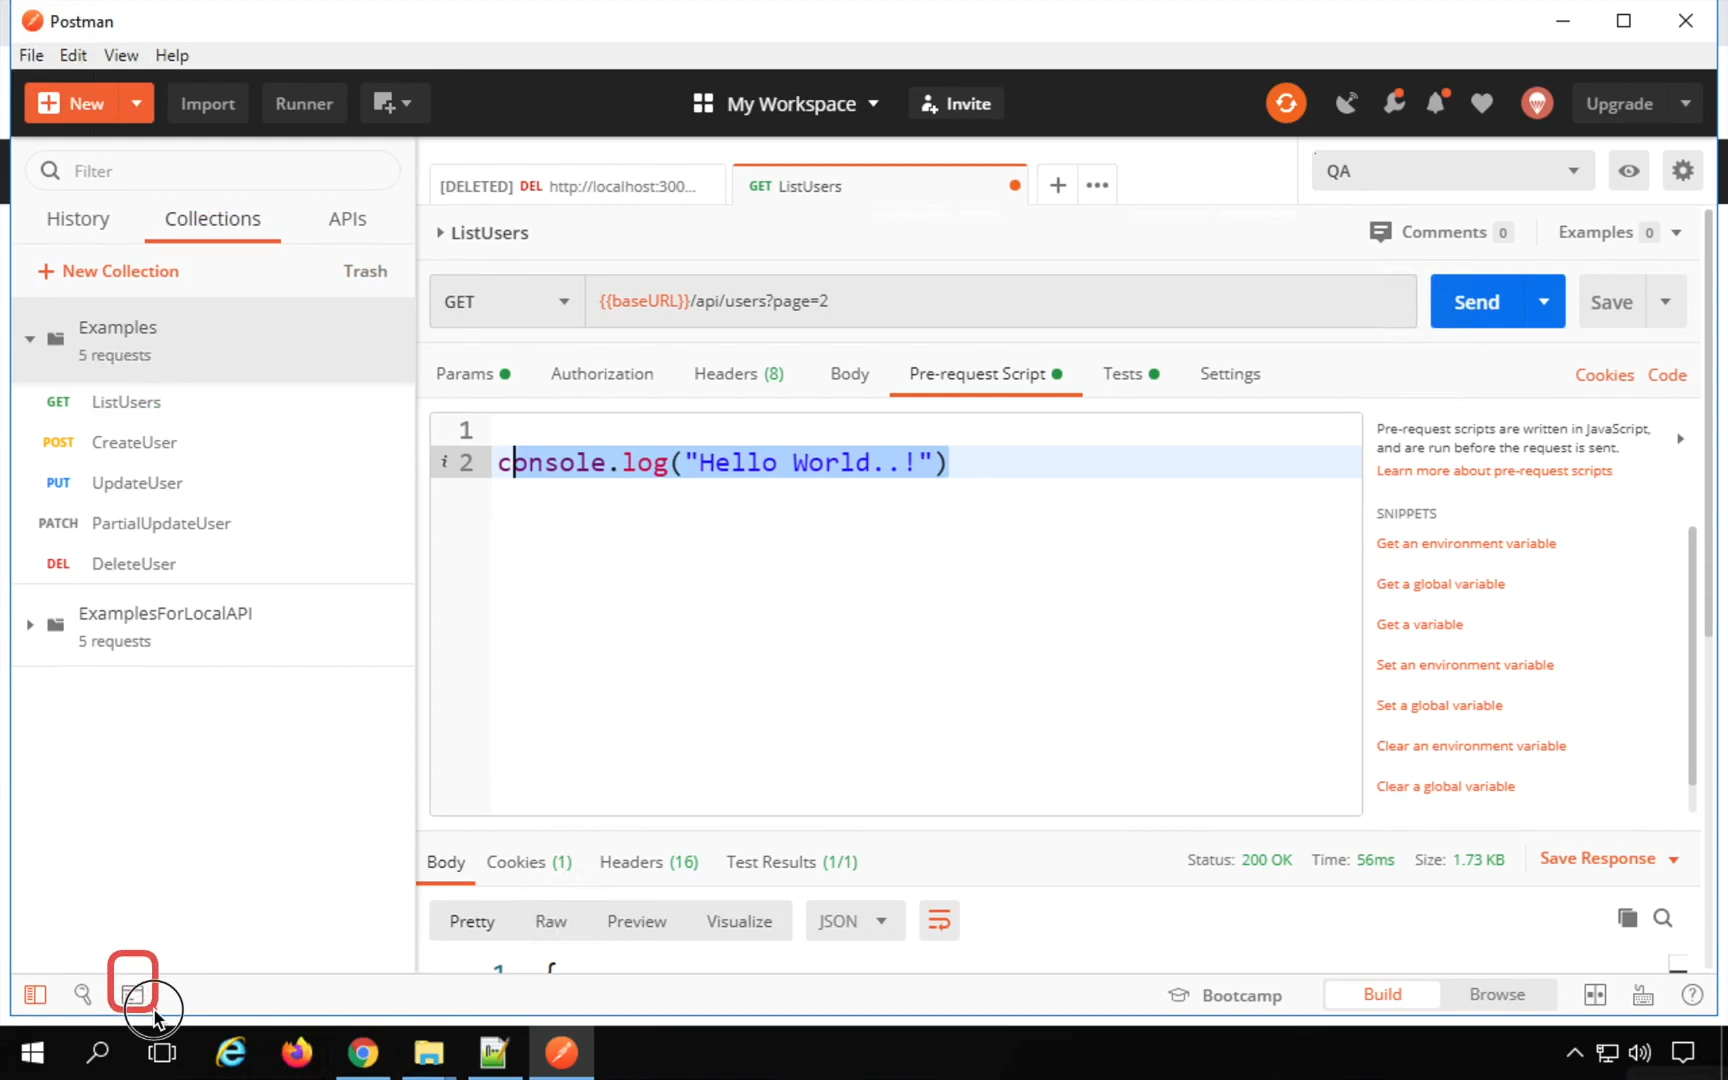 Postman
File Edit View Help
New Import Runner My Workspace Invite Upgrade
Filter
History Collections APIs
New Collection Trash
Examples
5 requests
GET ListUsers
POST CreateUser
PUT UpdateUser
PATCH PartialUpdateUser
DEL DeleteUser
ExamplesForLocalAPI
5 requests
[DELETED] DEL http://localhost:300...
GET ListUsers
QA
ListUsers
Comments 0 Examples 0
GET {{baseURL}}/api/users?page=2 Send Save
Params Authorization Headers (8) Body Pre-request Script Tests Settings Cookies Code
1
i 2 console.log("Hello World..!")
Pre-request scripts are written in JavaScript,
and are run before the request is sent.
Learn more about pre-request scripts
SNIPPETS
Get an environment variable
Get a global variable
Get a variable
Set an environment variable
Set a global variable
Clear an environment variable
Clear a global variable
Body Cookies (1) Headers (16) Test Results (1/1) Status: 200 OK Time: 56ms Size: 1.73 KB Save Response
Pretty Raw Preview Visualize JSON
1 {
Bootcamp Build Browse